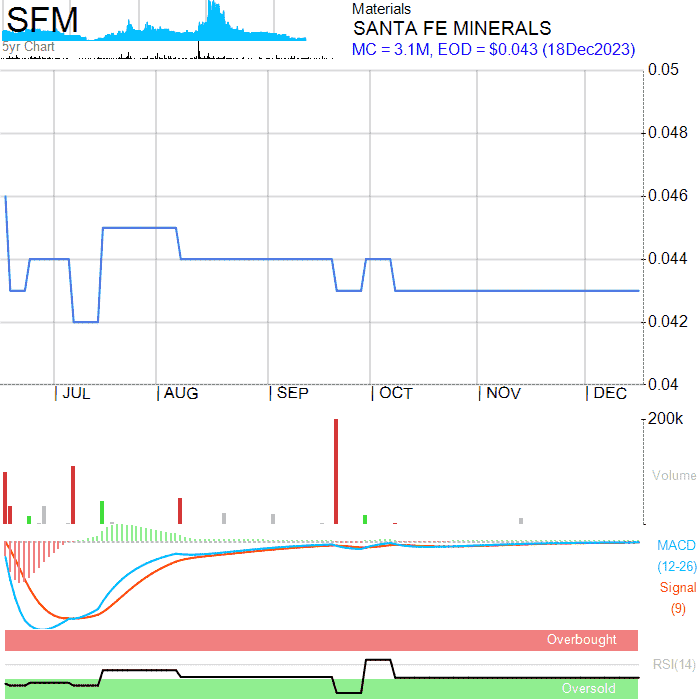 SFM
5yr Chart
Materials
SANTA FE MINERALS
MC = 3.1M, EOD = $0.043 (18Dec2023)
0.05
0.048
0.046
0.044
0.042
0.04
JUL
AUG
SEP
OCT
NOV
DEC
200k
Volume
MACD
(12-26)
Signal
(9)
Overbought
RSI(14)
Oversold